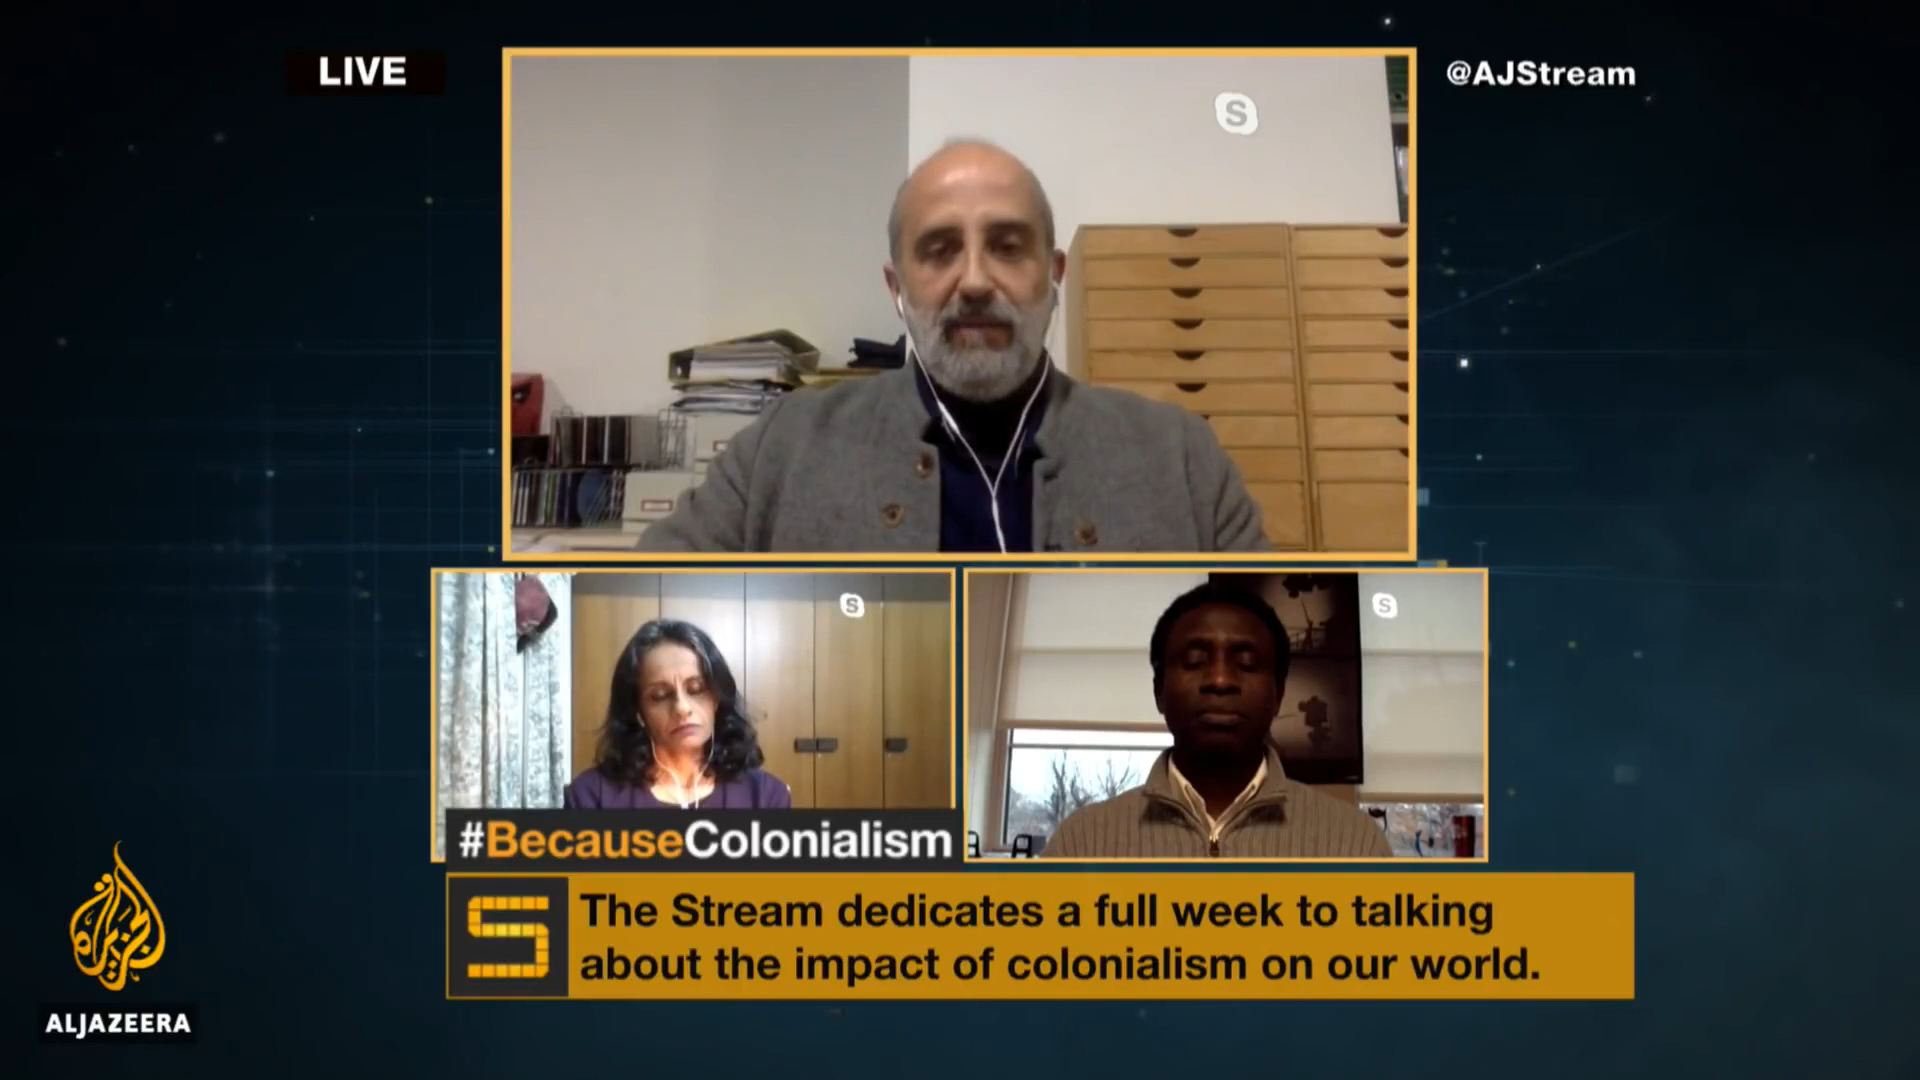 LIVE
@AJStream
S
S
S
#BecauseColonialism
S
The Stream dedicates a full week to talking
about the impact of colonialism on our world.
الجزيرة
ALJAZEERA